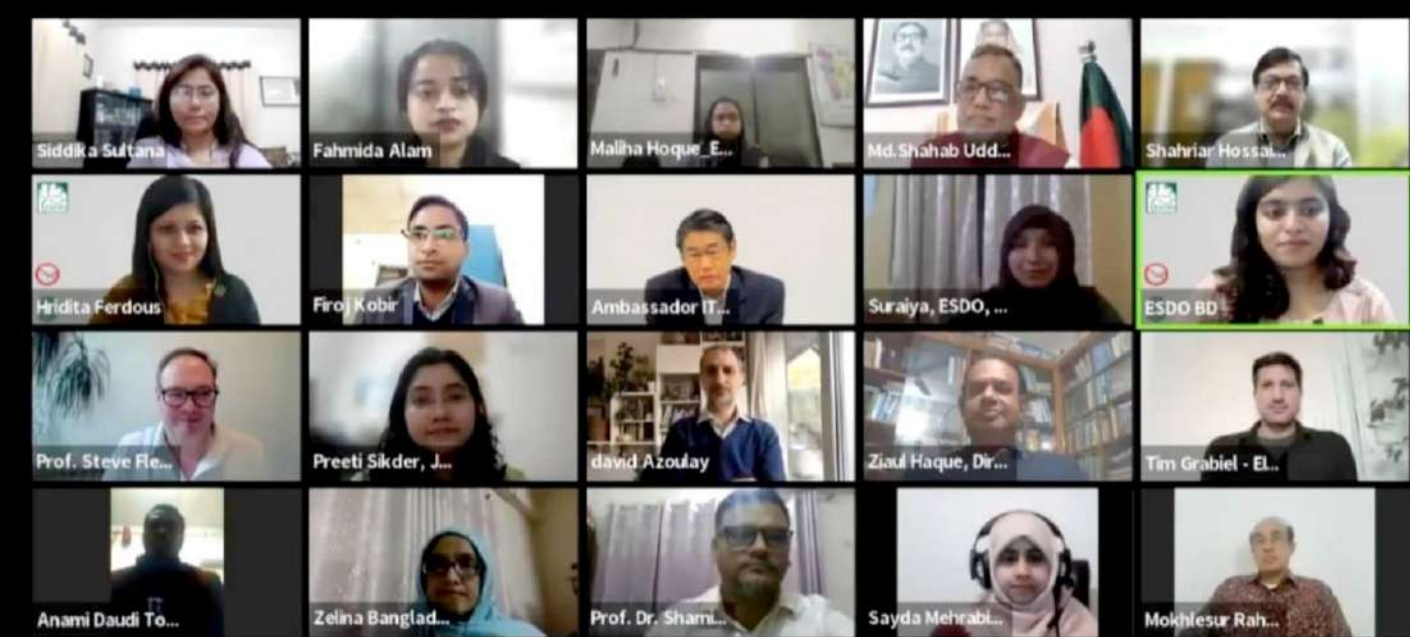 Siddika Sultana
Fahmida Alam
Maliha Hoque_E...
Md.Shahab Udd...
Shahriar Hossai...
Hridita Ferdous
Firoj Kobir
Ambassador IT...
Suraiya, ESDO, ...
ESDO BD
Prof. Steve Fle...
Preeti Sikder, J...
david Azoulay
Ziaul Haque, Dir...
Tim Grabiel - EI...
Anami Daudi To...
Zelina Banglad...
Prof. Dr. Shami...
Sayda Mehrabi...
Mokhlesur Rah...